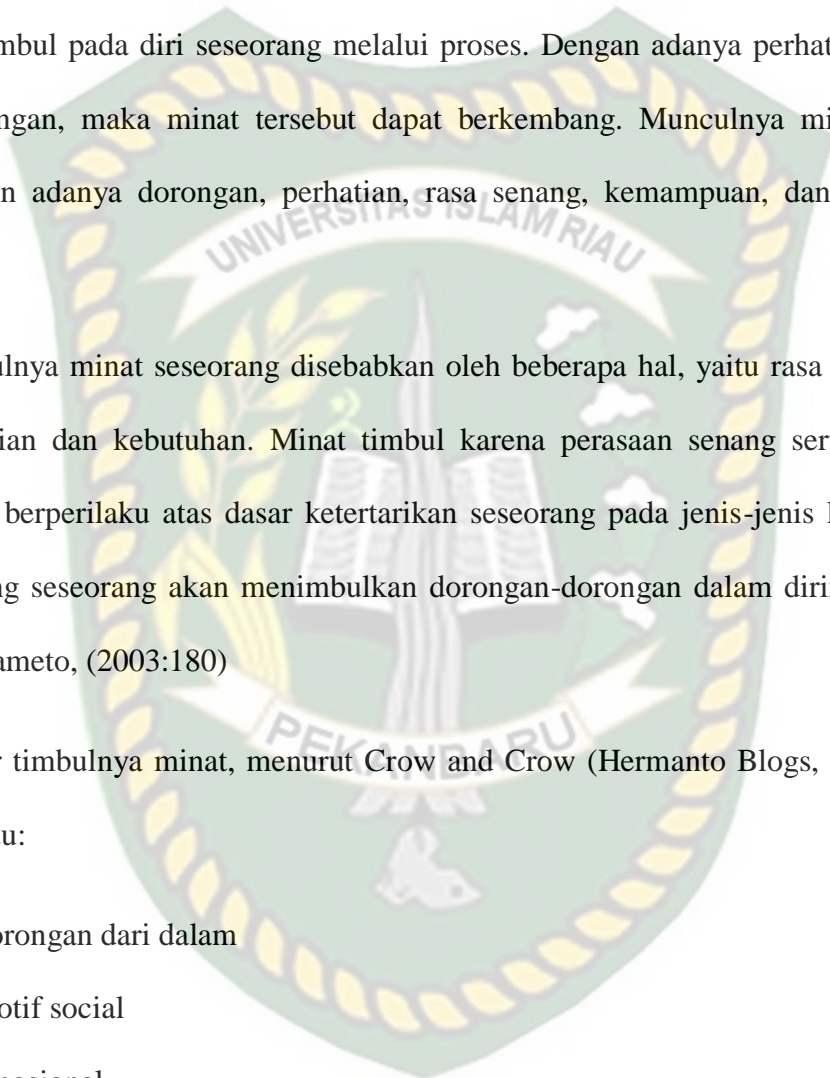 mbul pada diri seseorang melalui proses. Dengan adanya perhat
ngan, maka minat tersebut dapat berkembang. Munculnya mi
n adanya dorongan, perhatian, rasa senang, kemampuan, dan
UNIVERSITAS ISLAM RIAU
ulnya minat seseorang disebabkan oleh beberapa hal, yaitu rasa
ian dan kebutuhan. Minat timbul karena perasaan senang ser
berperilaku atas dasar ketertarikan seseorang pada jenis-jenis
ng seseorang akan menimbulkan dorongan-dorongan dalam diri
ameto, (2003:180)
PEKANBARU
timbulnya minat, menurut Crow and Crow (Hermanto Blogs,
u:
orongan dari dalam
otif social